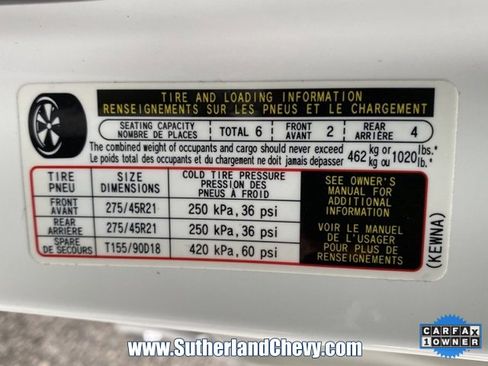 TIRE AND LOADING INFORMATION
RENSEIGNEMENTS SUR LES PNEUS ET LE CHARGEMENT
SEATING CAPACITY
NOMBRE DE PLACES
TOTAL 6
FRONT
AVANT
2
REAR
ARRIÈRE
4
The combined weight of occupants and cargo should never exceed 462 kg or 1020 lbs.
Le poids total des occupants et du chargement ne doit jamais depasser kg ou lb.
TIRE
PNEU
SIZE
DIMENSIONS
COLD TIRE PRESSURE
PRESSION DES
PNEUS À FROID
FRONT
AVANT
275/45R21
250 kPa, 36 psi
REAR
ARRIÈRE
275/45R21
250 kPa, 36 psi
SPARE
DE SECOURS
T155/90D18
420 kPa, 60 psi
SEE OWNER'S
MANUAL FOR
ADDITIONAL
INFORMATION
VOIR LE MANUEL
DE L'USAGER
POUR PLUS DE
RENSEIGNEMENTS
(KEWNA)
www.SutherlandChevy.com
CARFAX
1 OWNER